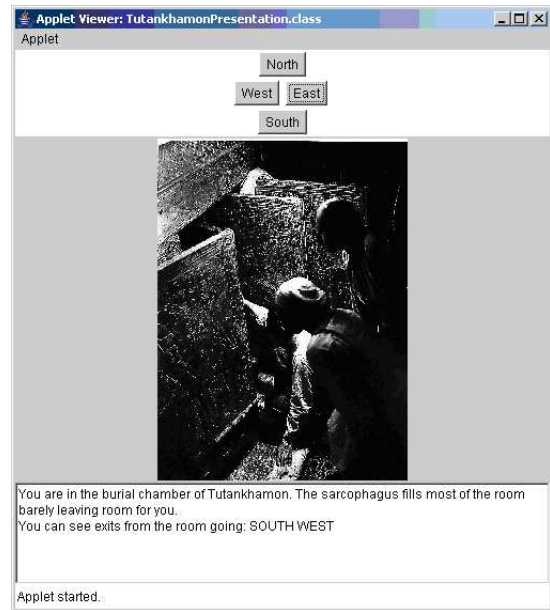 Applet Viewer: TutankhamonPresentation.class
Applet
North
West East
South
You are in the burial chamber of Tutankhamon. The sarcophagus fills most of the room
barely leaving room for you.
You can see exits from the room going: SOUTH WEST
Applet started.